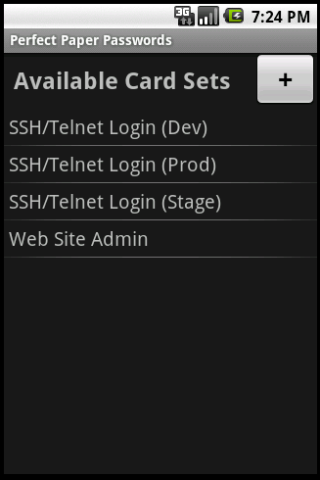 3G 7:24 PM
Perfect Paper Passwords
Available Card Sets +
SSH/Telnet Login (Dev)
SSH/Telnet Login (Prod)
SSH/Telnet Login (Stage)
Web Site Admin